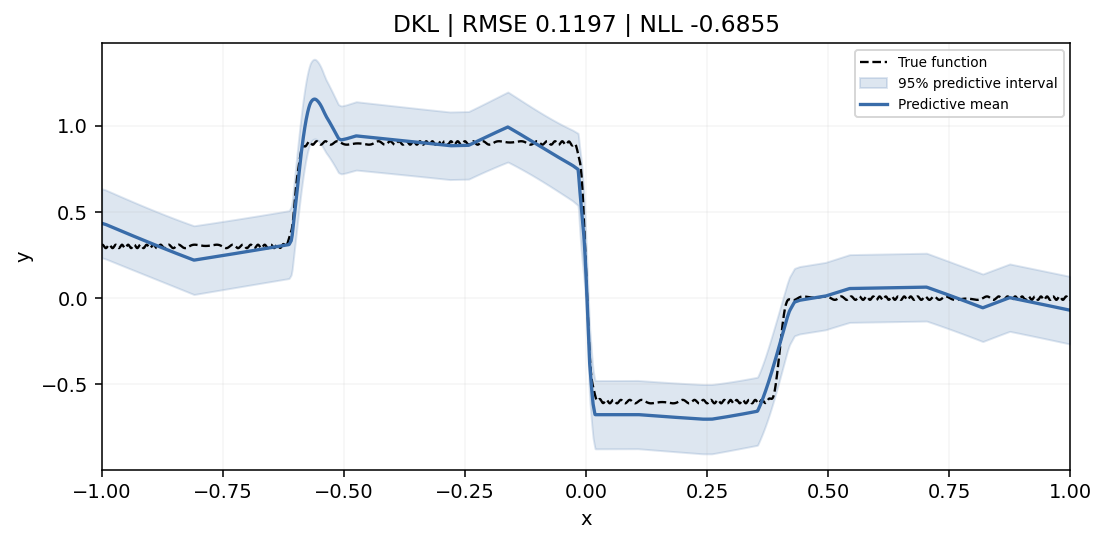 DKL | RMSE 0.1197 | NLL -0.6855
True function
95% predictive interval
Predictive mean
y
1.0
0.5
0.0
−0.5
−1.00 −0.75 −0.50 −0.25 0.00 0.25 0.50 0.75 1.00
x